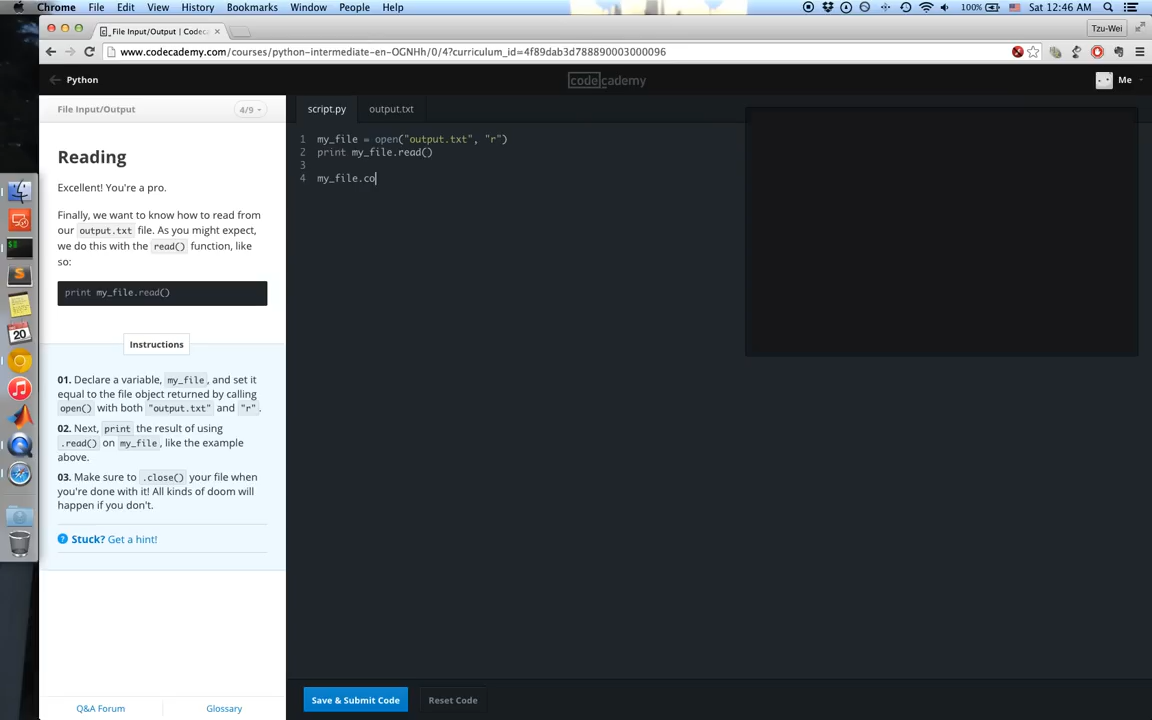 Chrome File Edit View History Bookmarks Window People Help
100% Sat 12:46 AM
File Input/Output | Codec
Tzu-Wei
www.codecademy.com/courses/python-intermediate-en-OGNHh/0/4?curriculum_id=4f89dab3d788890003000096
Python
codecademy
Me
File Input/Output
4/9
script.py
output.txt
Reading
Excellent! You're a pro.
Finally, we want to know how to read from
our output.txt file. As you might expect,
we do this with the read() function, like
so:
print my_file.read()
Instructions
01. Declare a variable, my_file, and set it
equal to the file object returned by calling
open() with both "output.txt" and "r".
02. Next, print the result of using
.read() on my_file, like the example
above.
03. Make sure to .close() your file when
you're done with it! All kinds of doom will
happen if you don't.
? Stuck? Get a hint!
Q&A Forum
Glossary
1 my_file = open("output.txt", "r")
2 print my_file.read()
3
4 my_file.co
Save & Submit Code
Reset Code
20